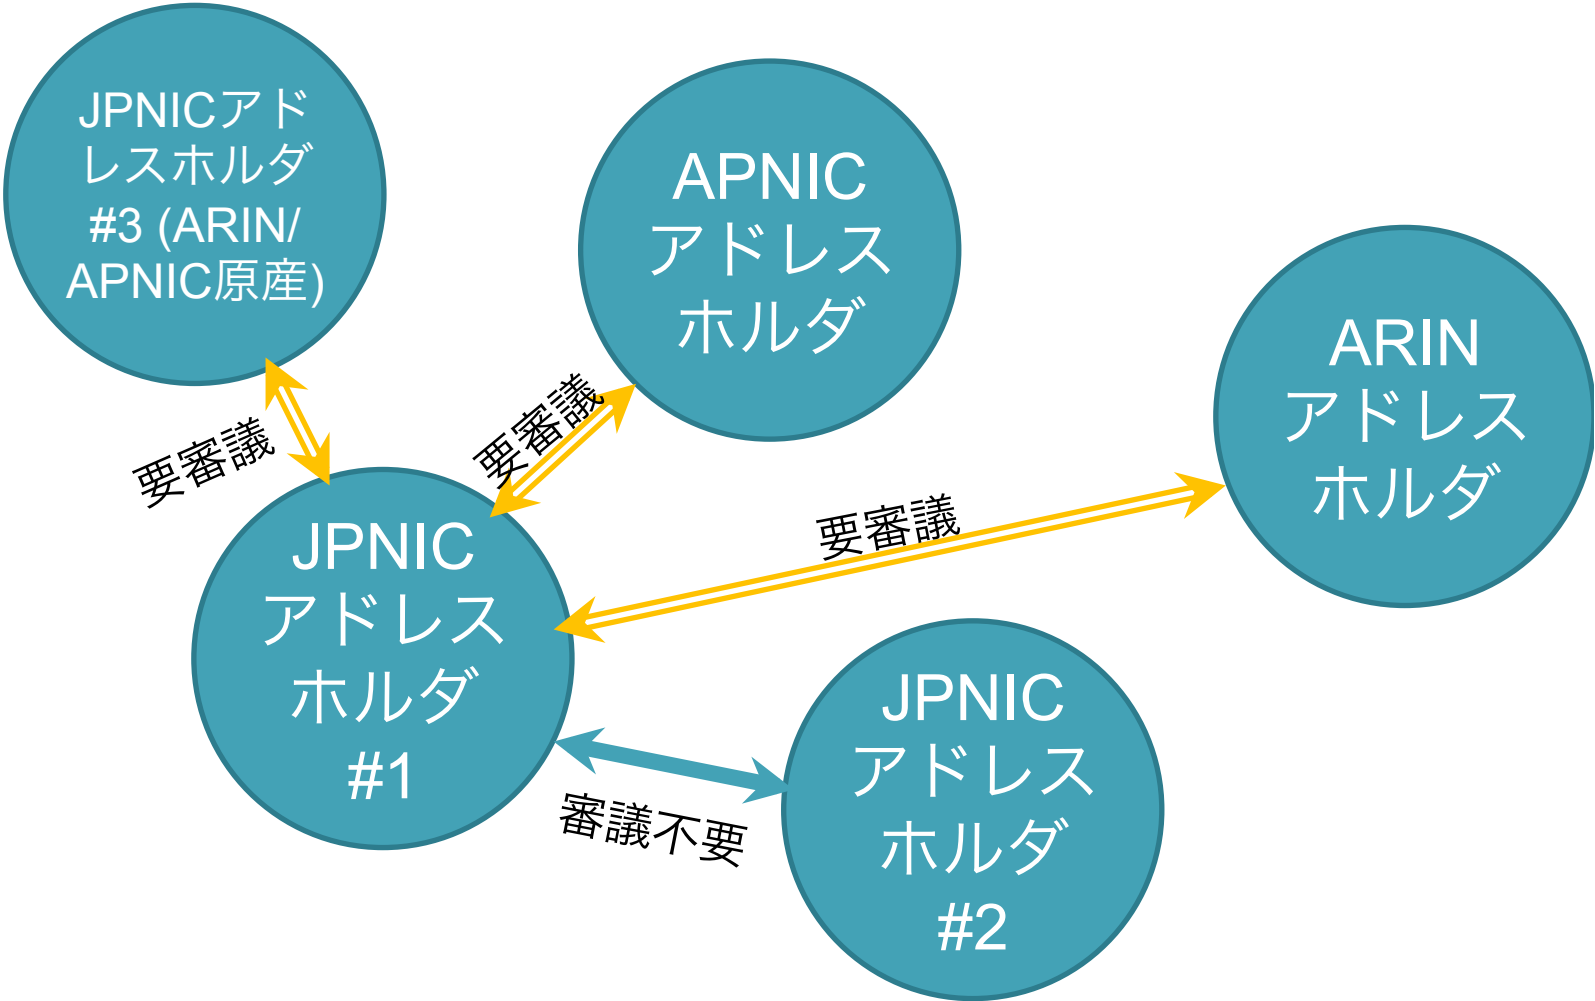 JPNICアド
レスホルダ
#3 (ARIN/
APNIC原産)
APNIC
アドレス
ホルダ
ARIN
アドレス
ホルダ
要審議
要審議
要審議
JPNIC
アドレス
ホルダ
#1
審議不要
JPNIC
アドレス
ホルダ
#2